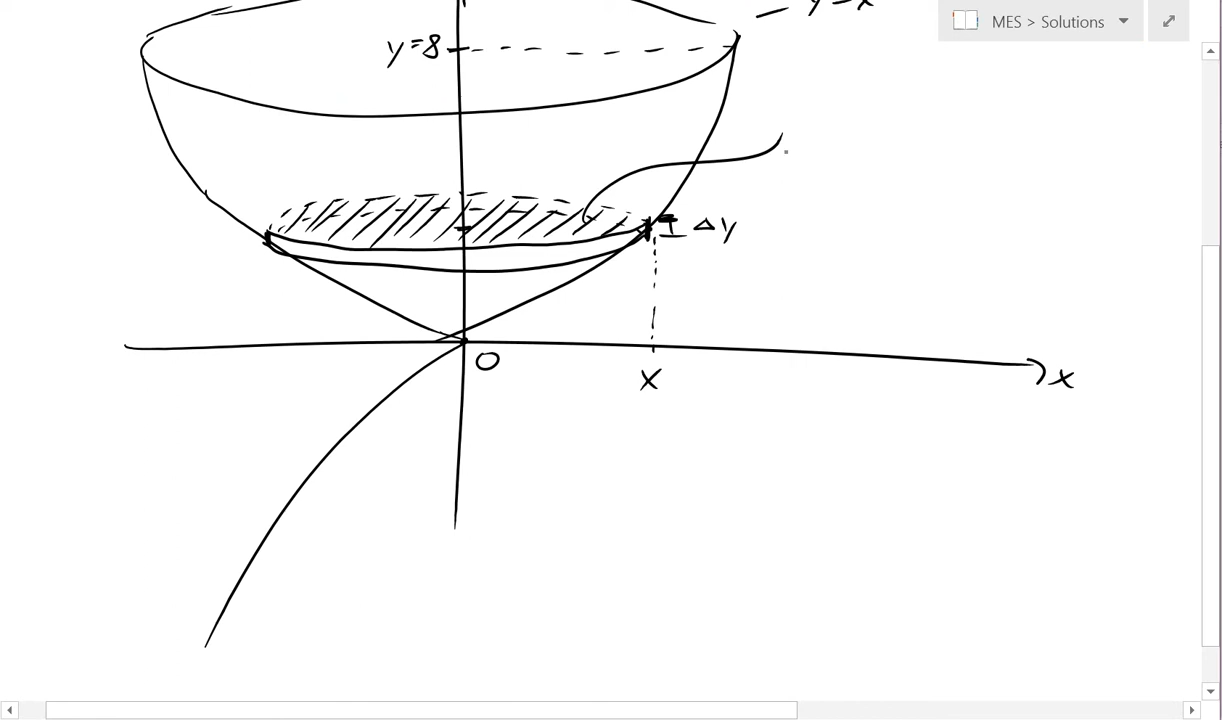 y=x
MES > Solutions
y=8
Δy
O
x
x